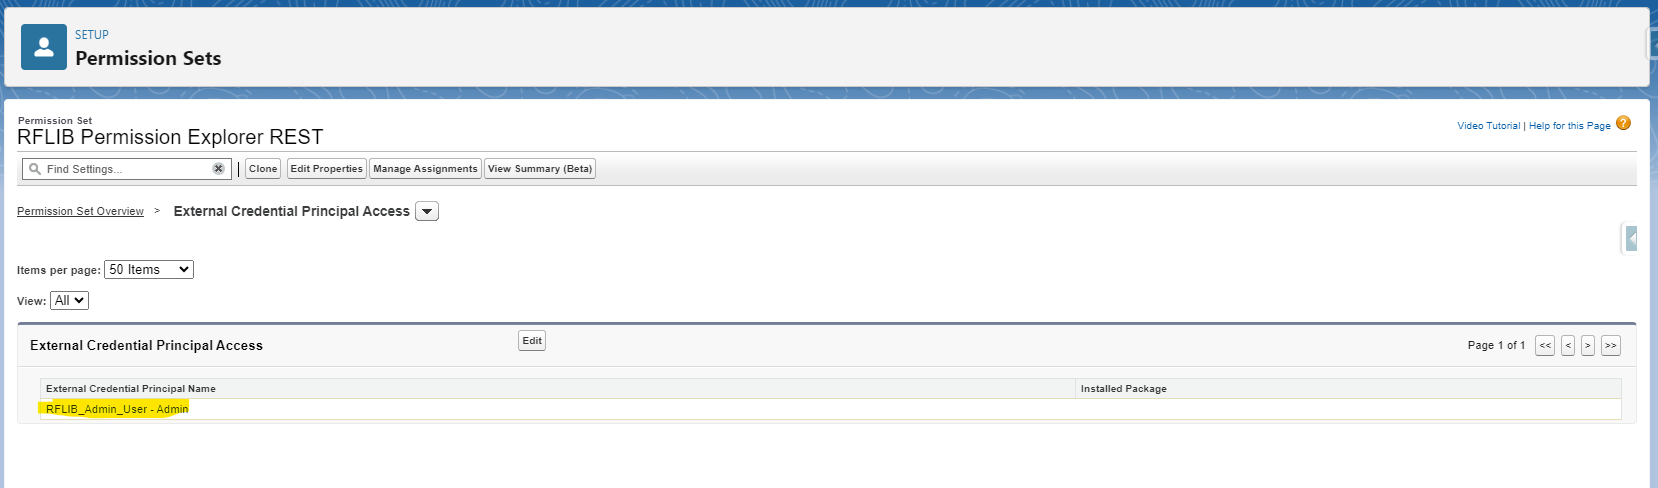 SETUP
Permission Sets
Permission Set
RFLIB Permission Explorer REST
Video Tutorial | Help for this Page ?
Find Settings... | Clone Edit Properties Manage Assignments View Summary (Beta)
Permission Set Overview > External Credential Principal Access
Items per page: 50 Items
View: All
External Credential Principal Access Edit Page 1 of 1 << < > >>
External Credential Principal Name Installed Package
RFLIB_Admin_User - Admin